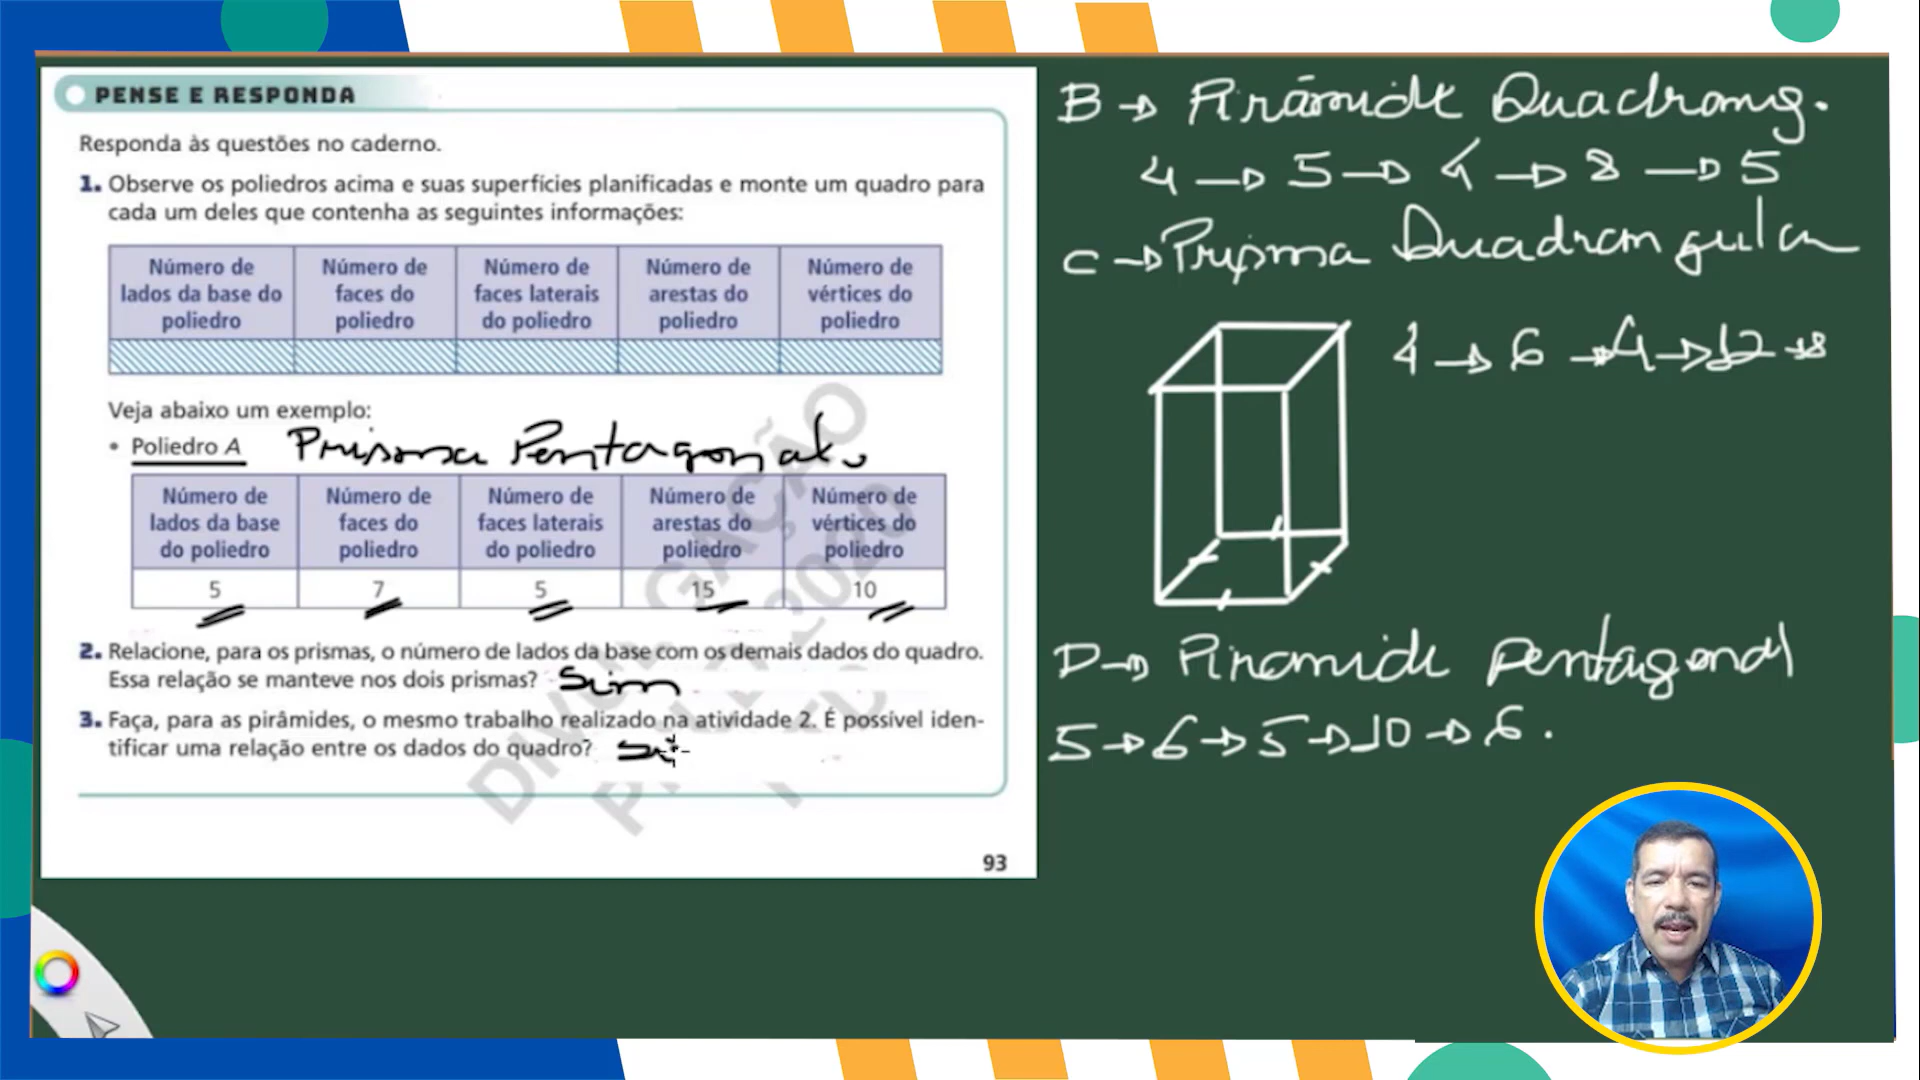 PENSE E RESPONDA
Responda às questões no caderno.
1. Observe os poliedros acima e suas superfícies planificadas e monte um quadro para
cada um deles que contenha as seguintes informações:
Número de lados da base do poliedro
Número de faces do poliedro
Número de faces laterais do poliedro
Número de arestas do poliedro
Número de vértices do poliedro
Veja abaixo um exemplo:
• Poliedro A Prisma Pentagonal.
Número de lados da base do poliedro
Número de faces do poliedro
Número de faces laterais do poliedro
Número de arestas do poliedro
Número de vértices do poliedro
5 7 5 15 10
2. Relacione, para os prismas, o número de lados da base com os demais dados do quadro.
Essa relação se manteve nos dois prismas? Sim
3. Faça, para as pirâmides, o mesmo trabalho realizado na atividade 2. É possível iden-
tificar uma relação entre os dados do quadro? Si
93
B → Pirâmide Quadrang.
4 → 5 → 4 → 8 → 5
C → Prisma Quadrangular
4 → 6 → 4 → 12 → 8
D → Piramide Pentagonal
5 → 6 → 5 → 10 → 6.